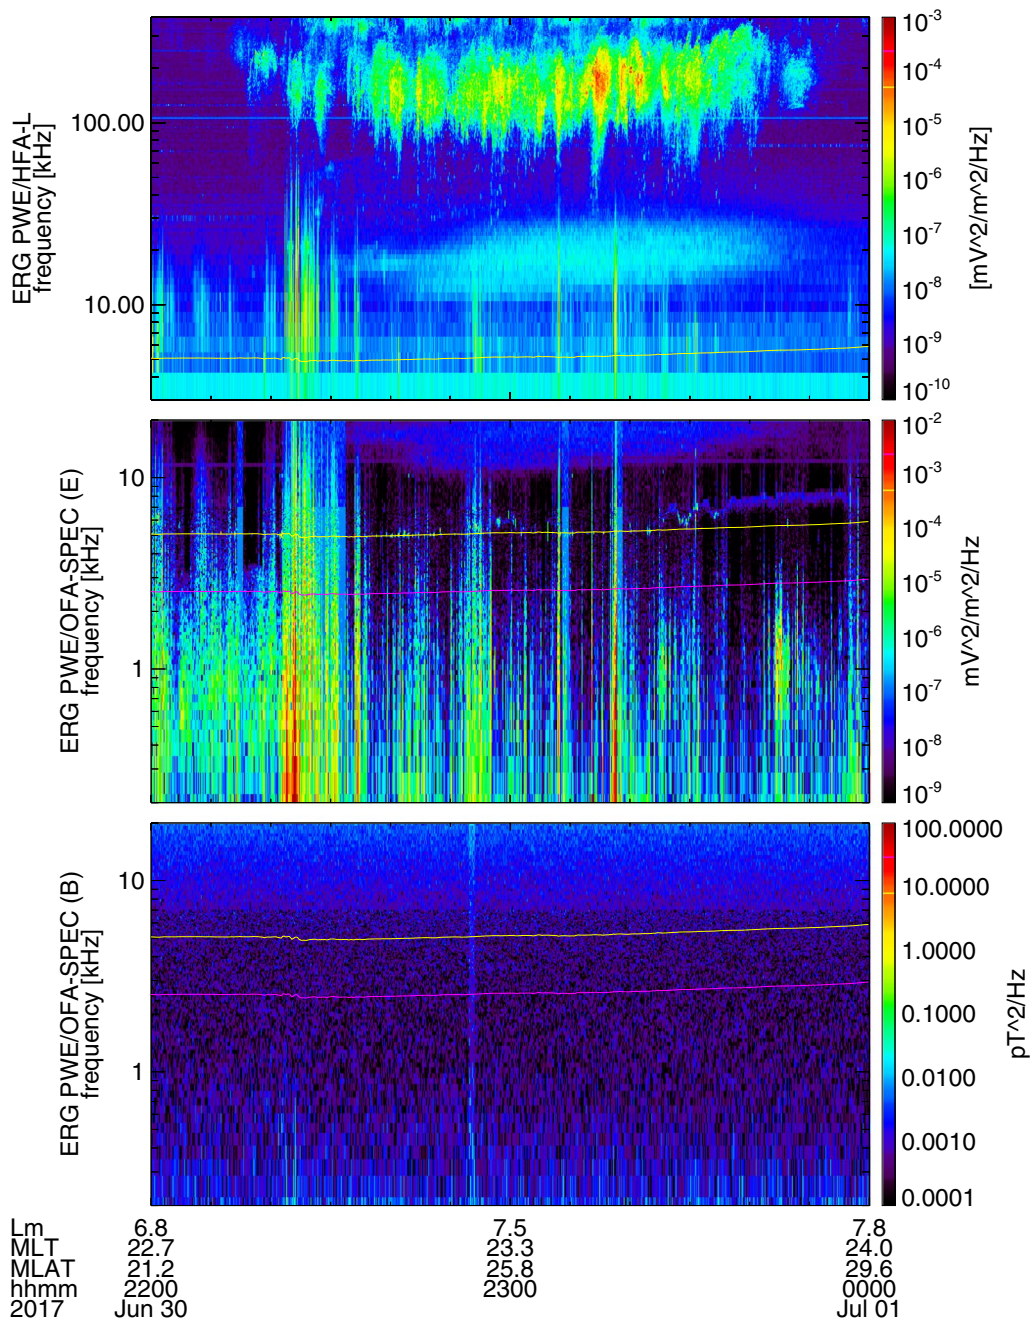 ERG PWE/HFA-L
frequency [kHz]
100.00
10.00
10^-3
10^-4
10^-5
10^-6
10^-7
10^-8
10^-9
10^-10
[mV^2/m^2/Hz]
ERG PWE/OFA-SPEC (E)
frequency [kHz]
10
1
10^-2
10^-3
10^-4
10^-5
10^-6
10^-7
10^-8
10^-9
mV^2/m^2/Hz
ERG PWE/OFA-SPEC (B)
frequency [kHz]
10
1
100.0000
10.0000
1.0000
0.1000
0.0100
0.0010
0.0001
pT^2/Hz
Lm 6.8 7.5 7.8
MLT 22.7 23.3 24.0
MLAT 21.2 25.8 29.6
hhmm 2200 2300 0000
2017 Jun 30 Jul 01